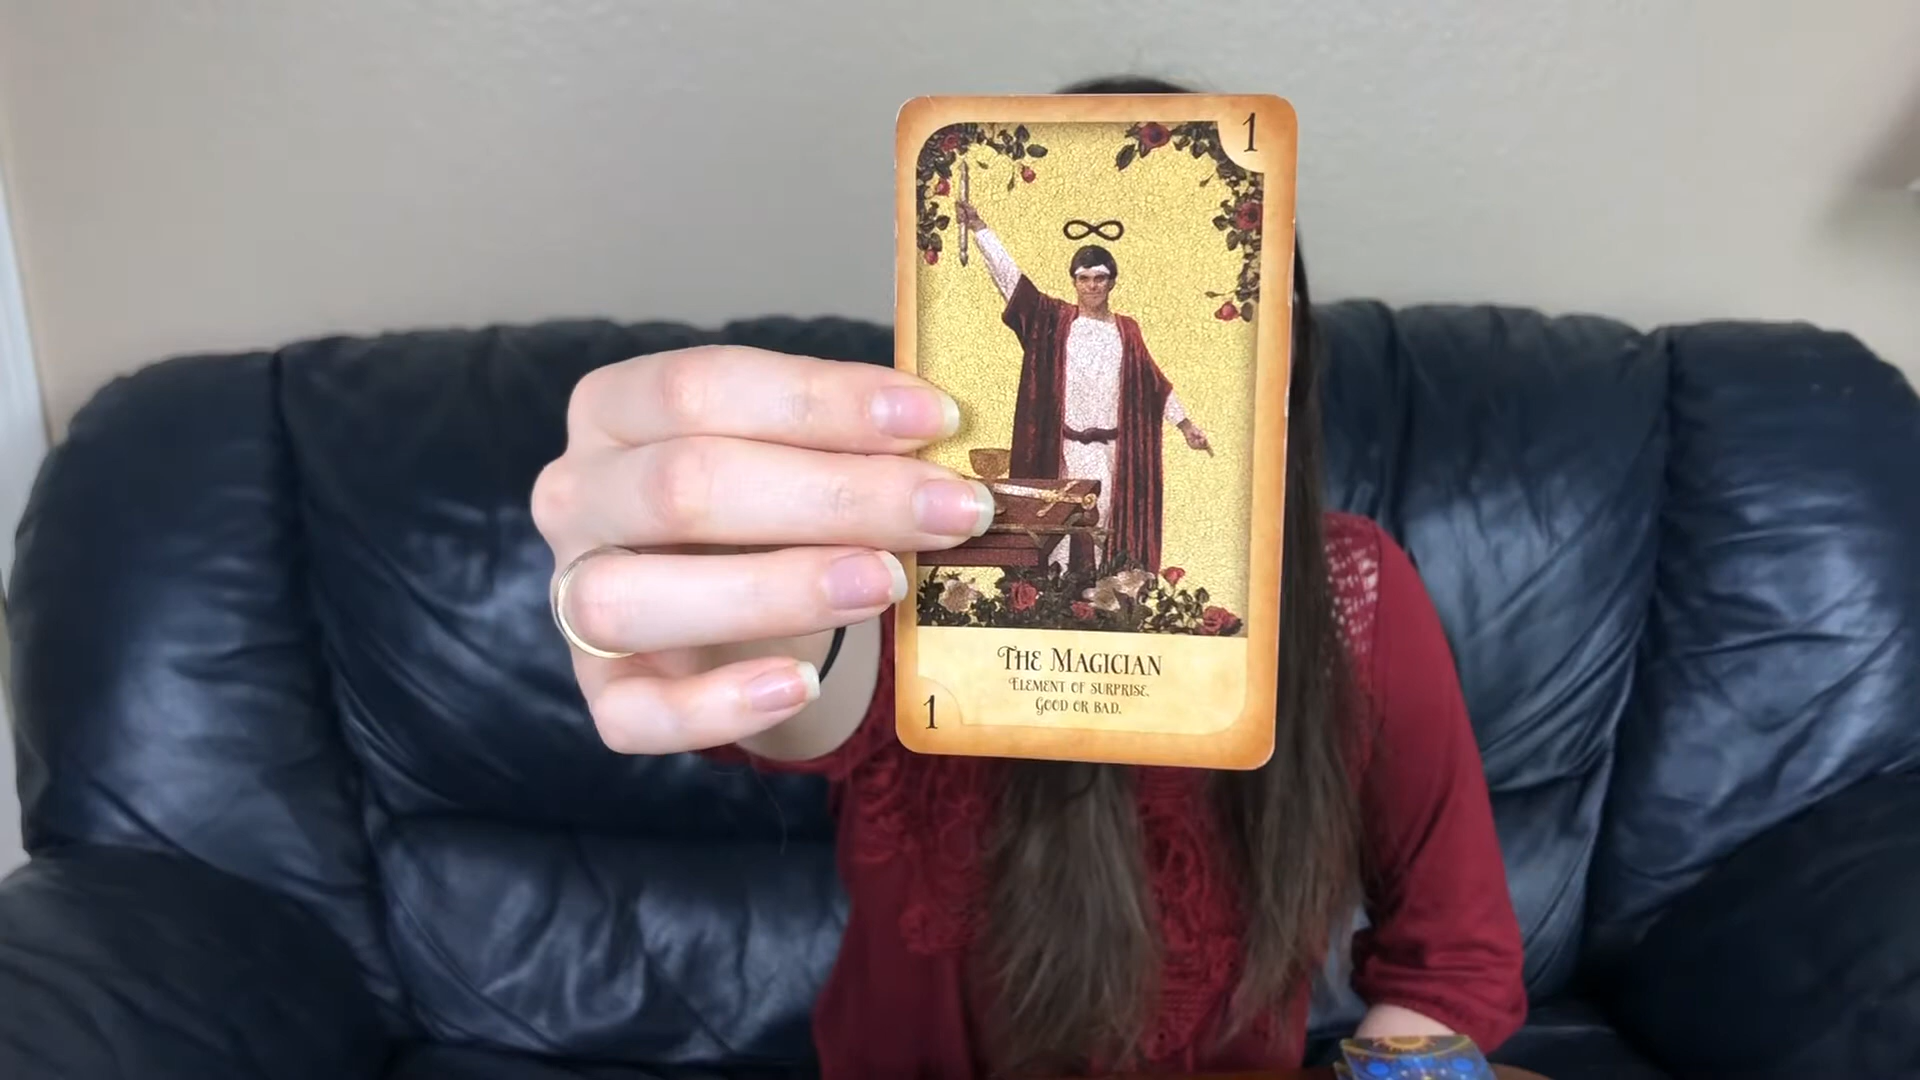 1
The Magician
Element of surprise.
Good or bad.
1